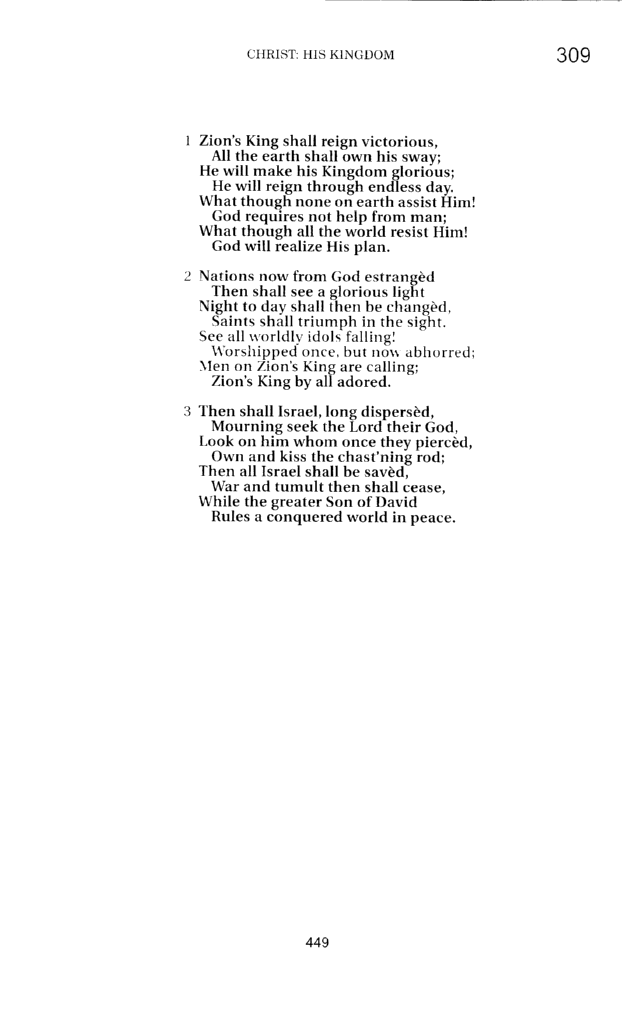 CHRIST: HIS KINGDOM
309
1 Zion's King shall reign victorious,
All the earth shall own his sway;
He will make his Kingdom glorious;
He will reign through endless day.
What though none on earth assist Him!
God requires not help from man;
What though all the world resist Him!
God will realize His plan.
2 Nations now from God estrangèd
Then shall see a glorious light
Night to day shall then be changèd,
Saints shall triumph in the sight.
See all worldly idols falling!
Worshipped once, but now abhorred;
Men on Zion's King are calling;
Zion's King by all adored.
3 Then shall Israel, long dispersèd,
Mourning seek the Lord their God,
Look on him whom once they piercèd,
Own and kiss the chast'ning rod;
Then all Israel shall be savèd,
War and tumult then shall cease,
While the greater Son of David
Rules a conquered world in peace.
449